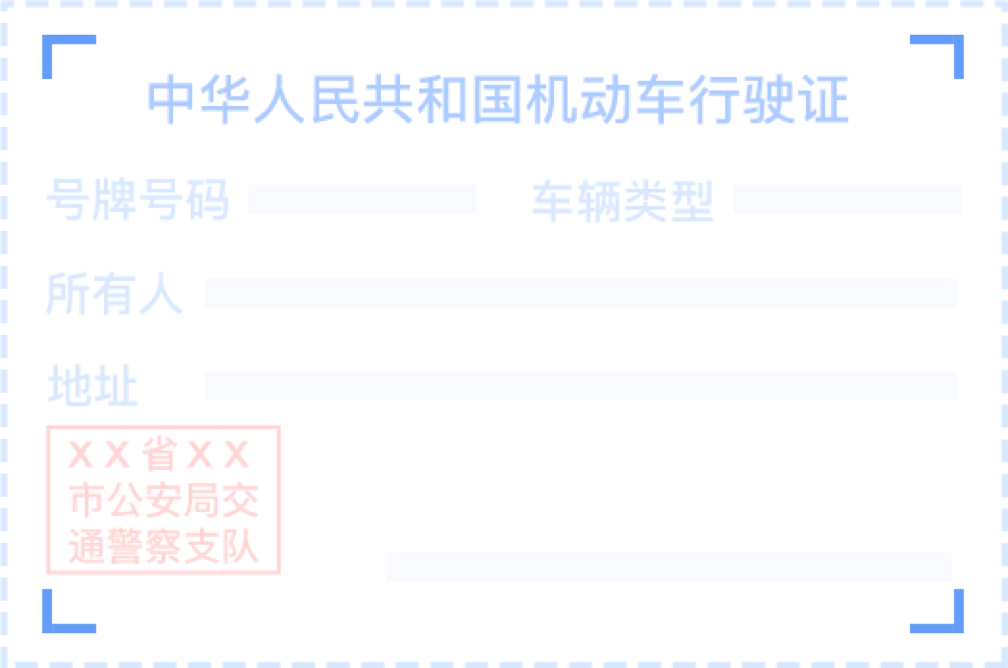 中华人民共和国机动车行驶证
号牌号码 车辆类型
所有人
地址
XX省XX
市公安局交
通警察支队